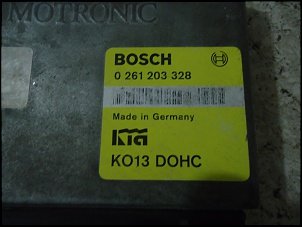 MOTRONIC
BOSCH
0 261 203 328
Made in Germany
KIA
KO13 DOHC